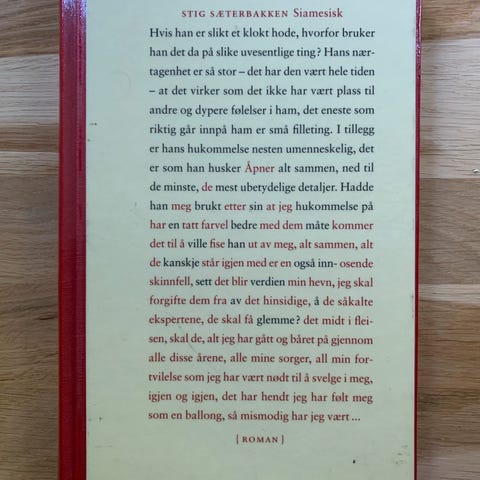 STIG SÆTERBAKKEN Siamesisk
Hvis han er slikt et klokt hode, hvorfor bruker
han det da på slike uvesentlige ting? Hans nær-
tagenhet er så stor – det har den vært hele tiden
– at det virker som det ikke har vært plass til
andre og dypere følelser i ham, det eneste som
riktig går innpå ham er små filleting. I tillegg
er hans hukommelse nesten umenneskelig, det
er som han husker Åpner alt sammen, ned til
de minste, de mest ubetydelige detaljer. Hadde
han meg brukt etter sin at jeg hukommelse på
har en tatt farvel bedre med dem måte kommer
det til å ville fise han ut av meg, alt sammen, alt
de kanskje står igjen med er en også inn- osende
skinnfell, sett det blir verdien min hevn, jeg skal
forgifte dem fra av det hinsidige, å de såkalte
ekspertene, de skal få glemme? det midt i flei-
sen, skal de, alt jeg har gått og båret på gjennom
alle disse årene, alle mine sorger, all min for-
tvilelse som jeg har vært nødt til å svelge i meg,
igjen og igjen, det har hendt jeg har følt meg
som en ballong, så mismodig har jeg vært ...
[ROMAN]